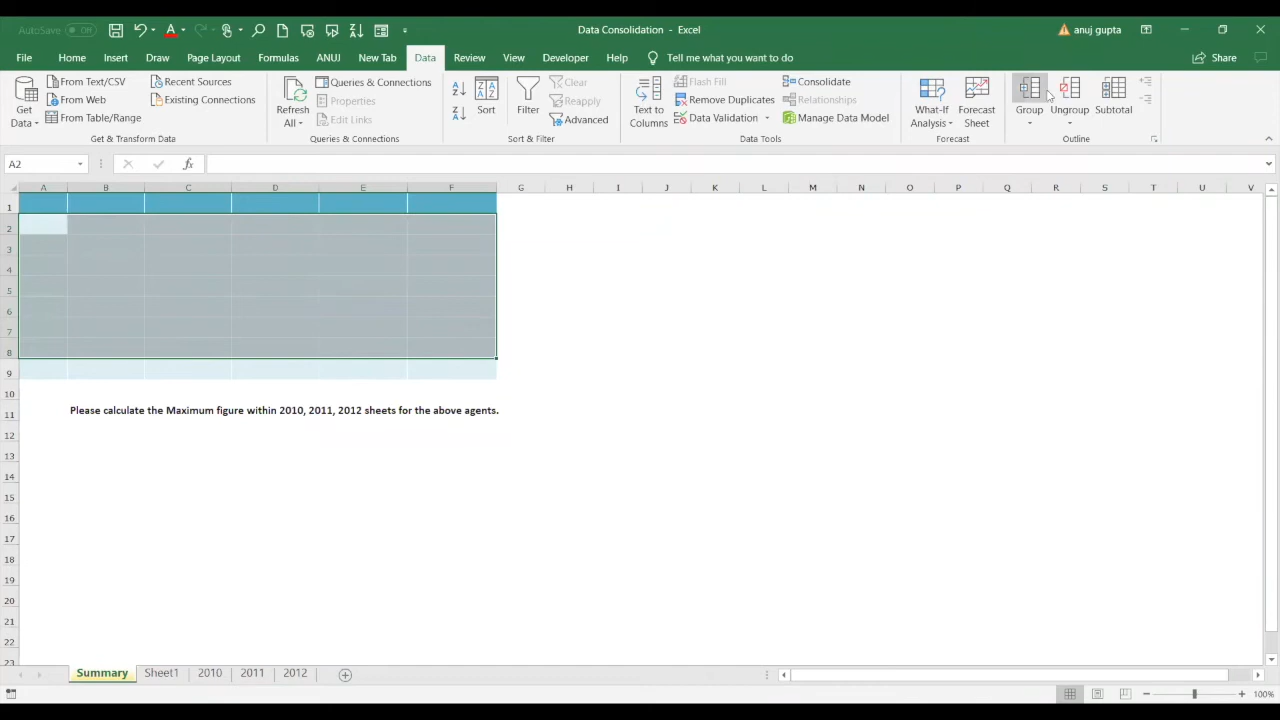 AutoSave Off
Data Consolidation - Excel
anuj gupta
File Home Insert Draw Page Layout Formulas ANUJ New Tab Data Review View Developer Help Tell me what you want to do Share
Get Data
From Text/CSV
From Web
From Table/Range
Recent Sources
Existing Connections
Get & Transform Data
Refresh All
Queries & Connections
Properties
Edit Links
Queries & Connections
Sort
Filter
Clear
Reapply
Advanced
Sort & Filter
Text to Columns
Flash Fill
Remove Duplicates
Data Validation
Consolidate
Relationships
Manage Data Model
Data Tools
What-If Analysis
Forecast Sheet
Forecast
Group
Ungroup
Subtotal
Outline
A2
fx
A B C D E F G H I J K L M N O P Q R S T U V
1
2
3
4
5
6
7
8
9
10
11 Please calculate the Maximum figure within 2010, 2011, 2012 sheets for the above agents.
12
13
14
15
16
17
18
19
20
21
22
23
Summary Sheet1 2010 2011 2012
100%